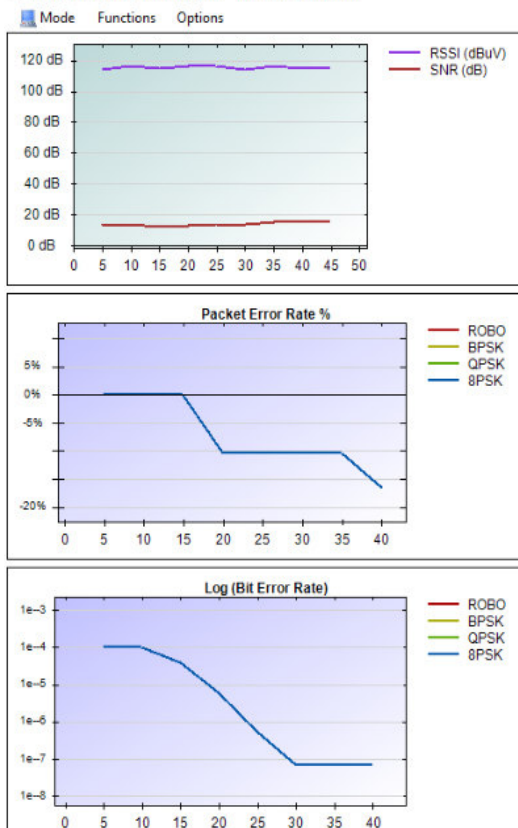 Mode Functions Options
120 dB
100 dB
80 dB
60 dB
40 dB
20 dB
0 dB
0 5 10 15 20 25 30 35 40 45 50
RSSI (dBuV)
SNR (dB)
Packet Error Rate %
5%
0%
-5%
-20%
0 5 10 15 20 25 30 35 40
ROBO
BPSK
QPSK
8PSK
Log (Bit Error Rate)
1e-3
1e-4
1e-5
1e-6
1e-7
1e-8
0 5 10 15 20 25 30 35 40
ROBO
BPSK
QPSK
8PSK